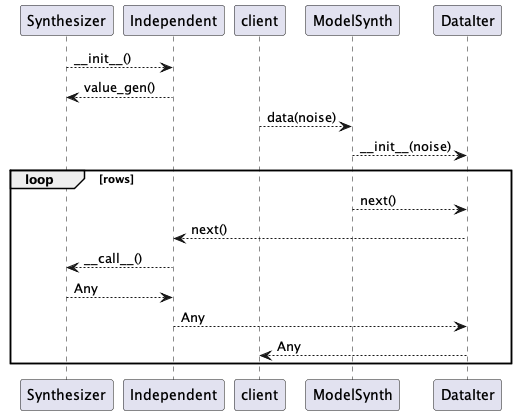 Synthesizer Independent client ModelSynth DataIter
__init__()
value_gen()
data(noise)
__init__(noise)
loop [rows]
next()
next()
__call__()
Any
Any
Any
Synthesizer Independent client ModelSynth DataIter